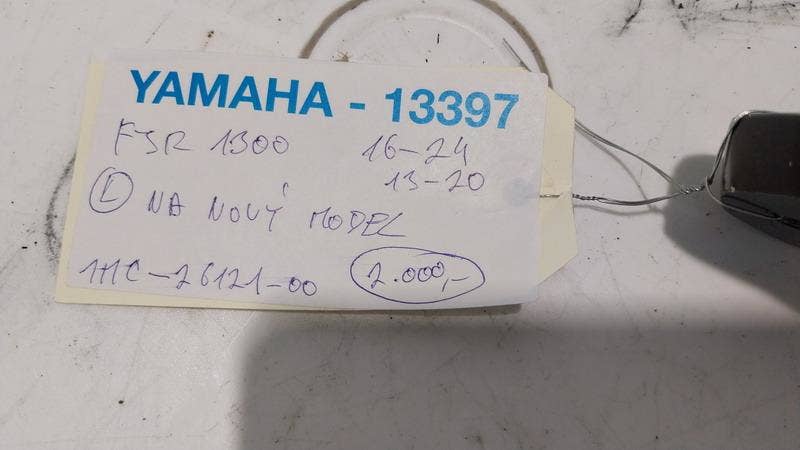 YAMAHA - 13397
FJR 1300 16-24
13-20
L NA NOVÝ MODEL
1MC-26121-00 2.000,-